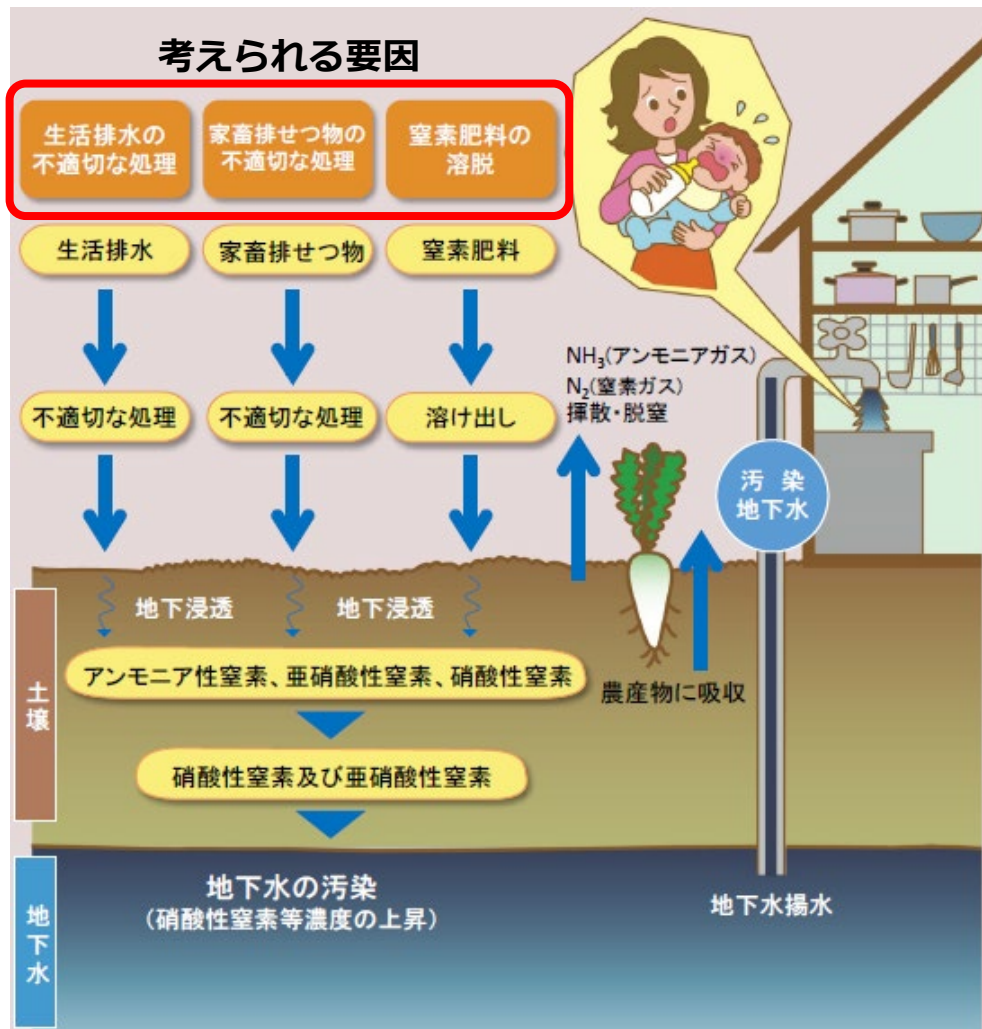 考えられる要因
生活排水の
不適切な処理
家畜排せつ物の
不適切な処理
窒素肥料の
溶脱
生活排水
家畜排せつ物
窒素肥料
不適切な処理
不適切な処理
溶け出し
NH₃(アンモニアガス)
N₂(窒素ガス)
揮散・脱窒
汚染
地下水
地下浸透
地下浸透
アンモニア性窒素、亜硝酸性窒素、硝酸性窒素
農産物に吸収
土壌
硝酸性窒素及び亜硝酸性窒素
地下水の汚染
(硝酸性窒素等濃度の上昇)
地下水揚水
地下水